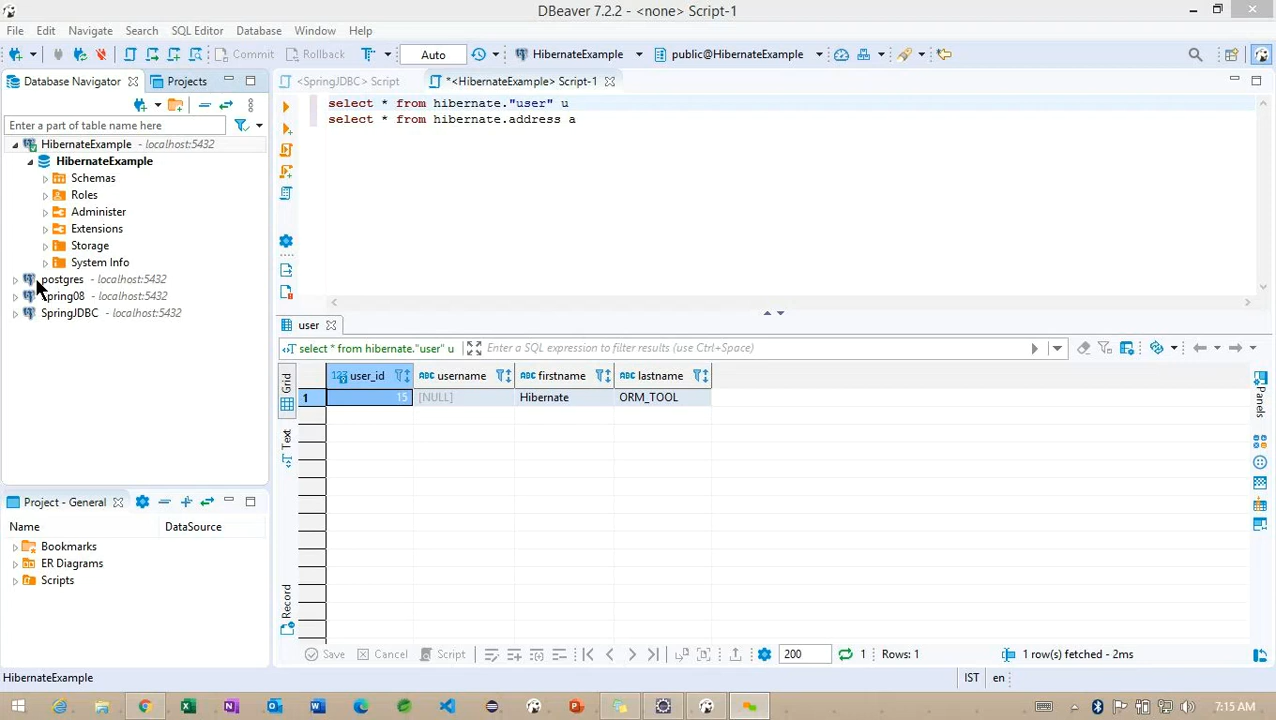 DBeaver 7.2.2 - <none> Script-1
File Edit Navigate Search SQL Editor Database Window Help
Commit Rollback Auto HibernateExample public@HibernateExample
Database Navigator Projects
<SpringJDBC> Script *<HibernateExample> Script-1
Enter a part of table name here
HibernateExample - localhost:5432
HibernateExample
Schemas
Roles
Administer
Extensions
Storage
System Info
postgres - localhost:5432
Spring08 - localhost:5432
SpringJDBC - localhost:5432
select * from hibernate."user" u
select * from hibernate.address a
user
select * from hibernate."user" u Enter a SQL expression to filter results (use Ctrl+Space)
Grid
Text
Record
Panels
123 user_id ABC username ABC firstname ABC lastname
1 15 [NULL] Hibernate ORM_TOOL
Project - General
Name DataSource
Bookmarks
ER Diagrams
Scripts
Save Cancel Script 200 1 Rows: 1 1 row(s) fetched - 2ms
HibernateExample IST en
7:15 AM